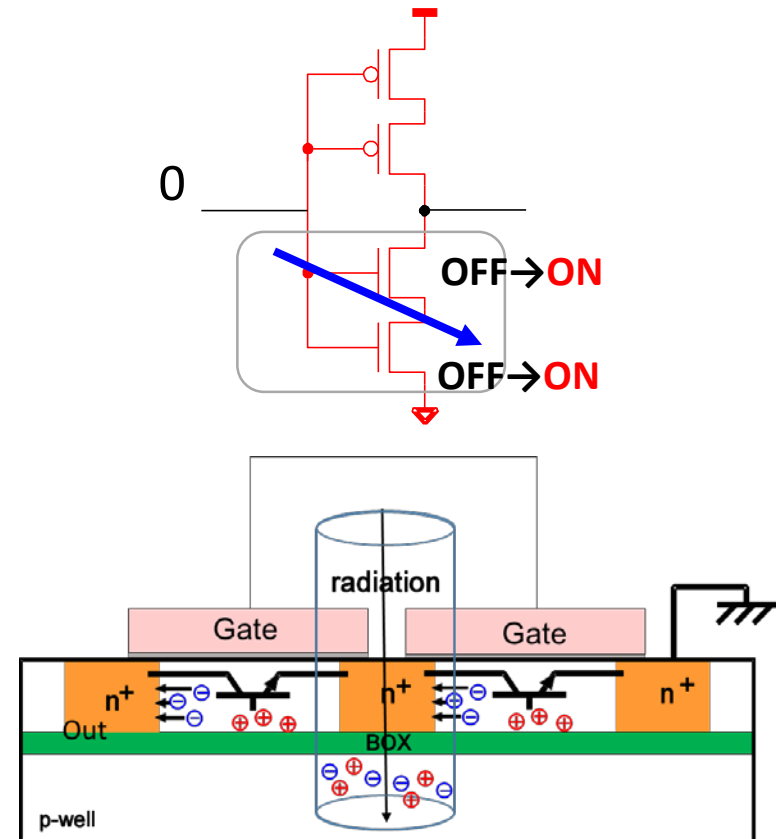 0
OFF→ON
OFF→ON
radiation
Gate
Gate
n+
n+
n+
Out
BOX
p-well